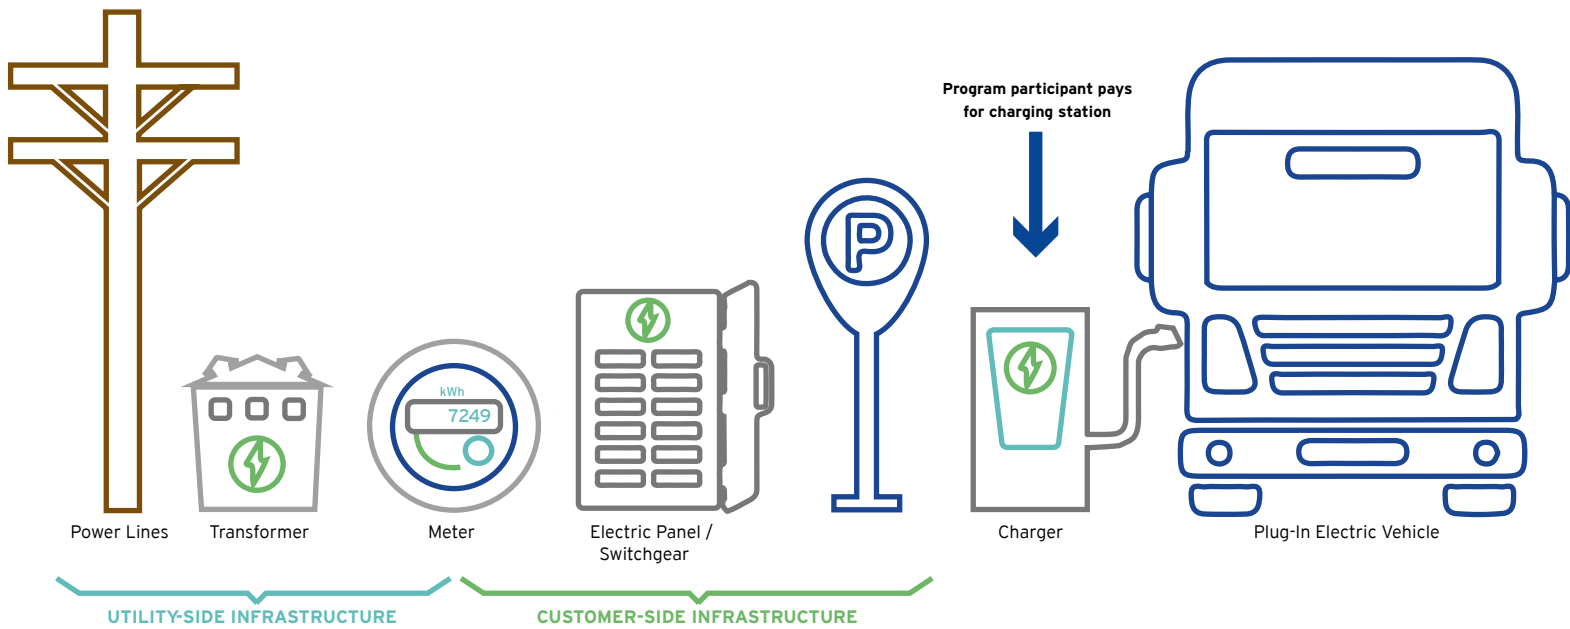 Program participant pays
for charging station
P
kWh
7249
Power Lines
Transformer
Meter
Electric Panel /
Switchgear
Charger
Plug-In Electric Vehicle
UTILITY-SIDE INFRASTRUCTURE
CUSTOMER-SIDE INFRASTRUCTURE